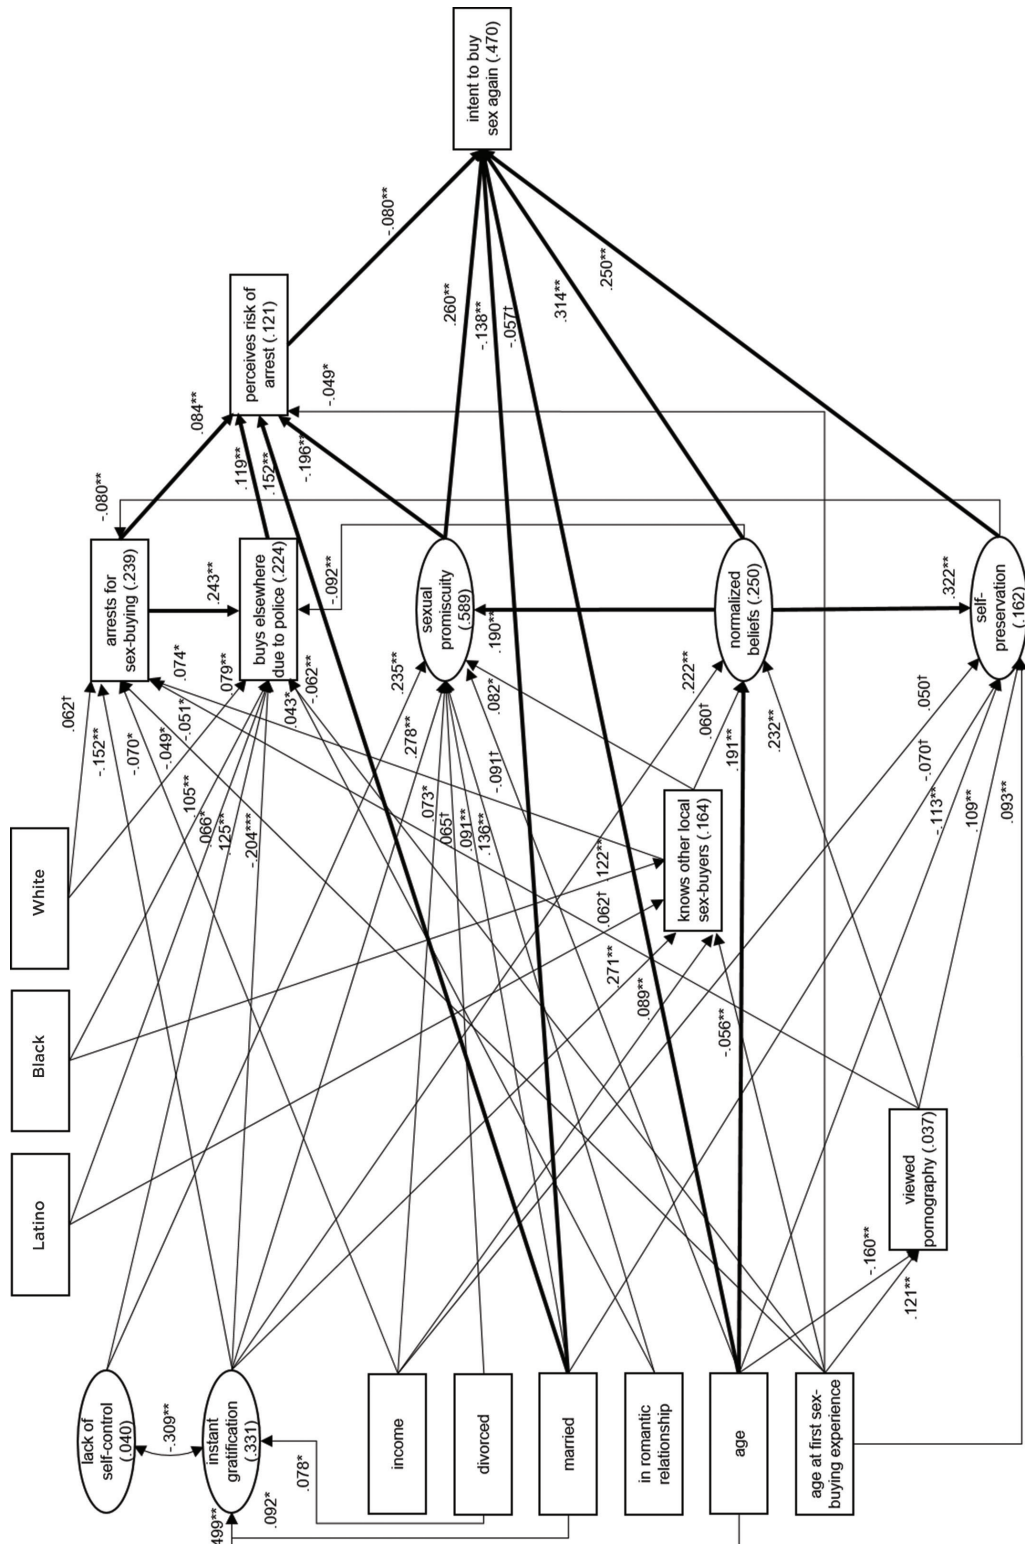 lack of
self-control
(.040)
-.309**
instant
gratification
(.331)
499**
.092*
.078*
income
divorced
married
in romantic
relationship
age
age at first sex-
buying experience
Latino
Black
White
viewed
pornography (.037)
-.160**
.121**
knows other local
sex-buyers (.164)
.122**
.062†
.271**
.089**
-.056**
arrests for
sex-buying (.239)
.062†
-.152**
-.070*
-.049*
-.051*
.074*
.079**
buys elsewhere
due to police (.224)
.105**
.066*
.125**
-.204***
.043*
-.062**
.243**
-.092**
-.080**
sexual
promiscuity
(.589)
.235**
.278**
.073*
.065†
.091**
.136**
-.091†
.082*
.190**
normalized
beliefs (.250)
.222**
.060†
.191**
.232**
.322**
self-
preservation
(.162)
.050†
-.070†
-.113**
.109**
.093**
perceives risk of
arrest (.121)
.084**
.119**
.152**
-.196**
-.049*
intent to buy
sex again (.470)
-.080**
.260**
-.138**
-.057†
.314**
.250**